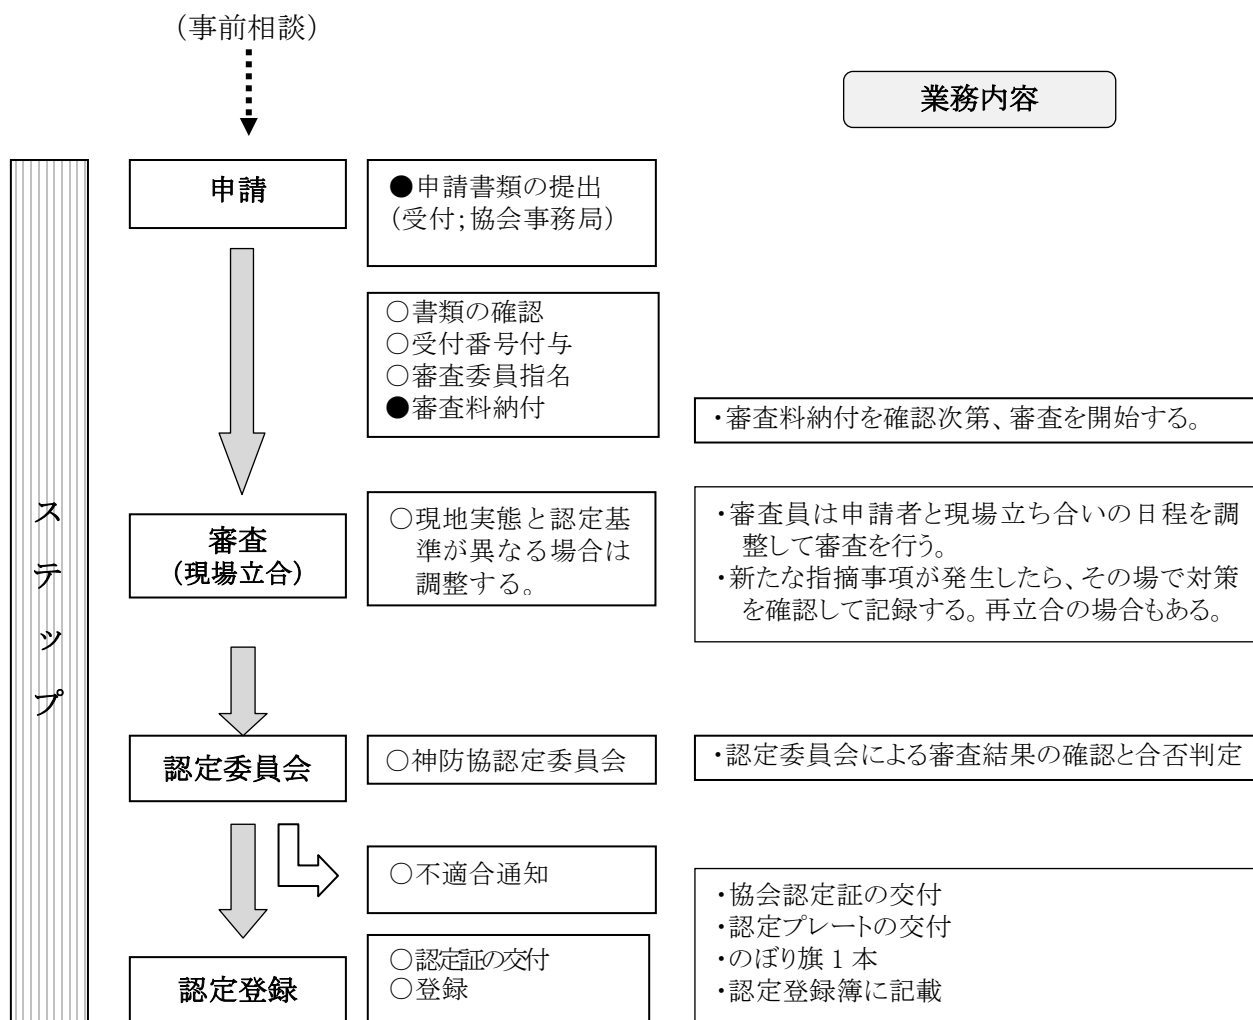 (事前相談)
業務内容
ステップ
申請
●申請書類の提出
(受付;協会事務局)
○書類の確認
○受付番号付与
○審査委員指名
●審査料納付
・審査料納付を確認次第、審査を開始する。
審査
(現場立合)
○現地実態と認定基
準が異なる場合は
調整する。
・審査員は申請者と現場立ち合いの日程を調
整して審査を行う。
・新たな指摘事項が発生したら、その場で対策
を確認して記録する。再立合の場合もある。
認定委員会
○神防協認定委員会
・認定委員会による審査結果の確認と合否判定
○不適合通知
認定登録
○認定証の交付
○登録
・協会認定証の交付
・認定プレートの交付
・のぼり旗1本
・認定登録簿に記載